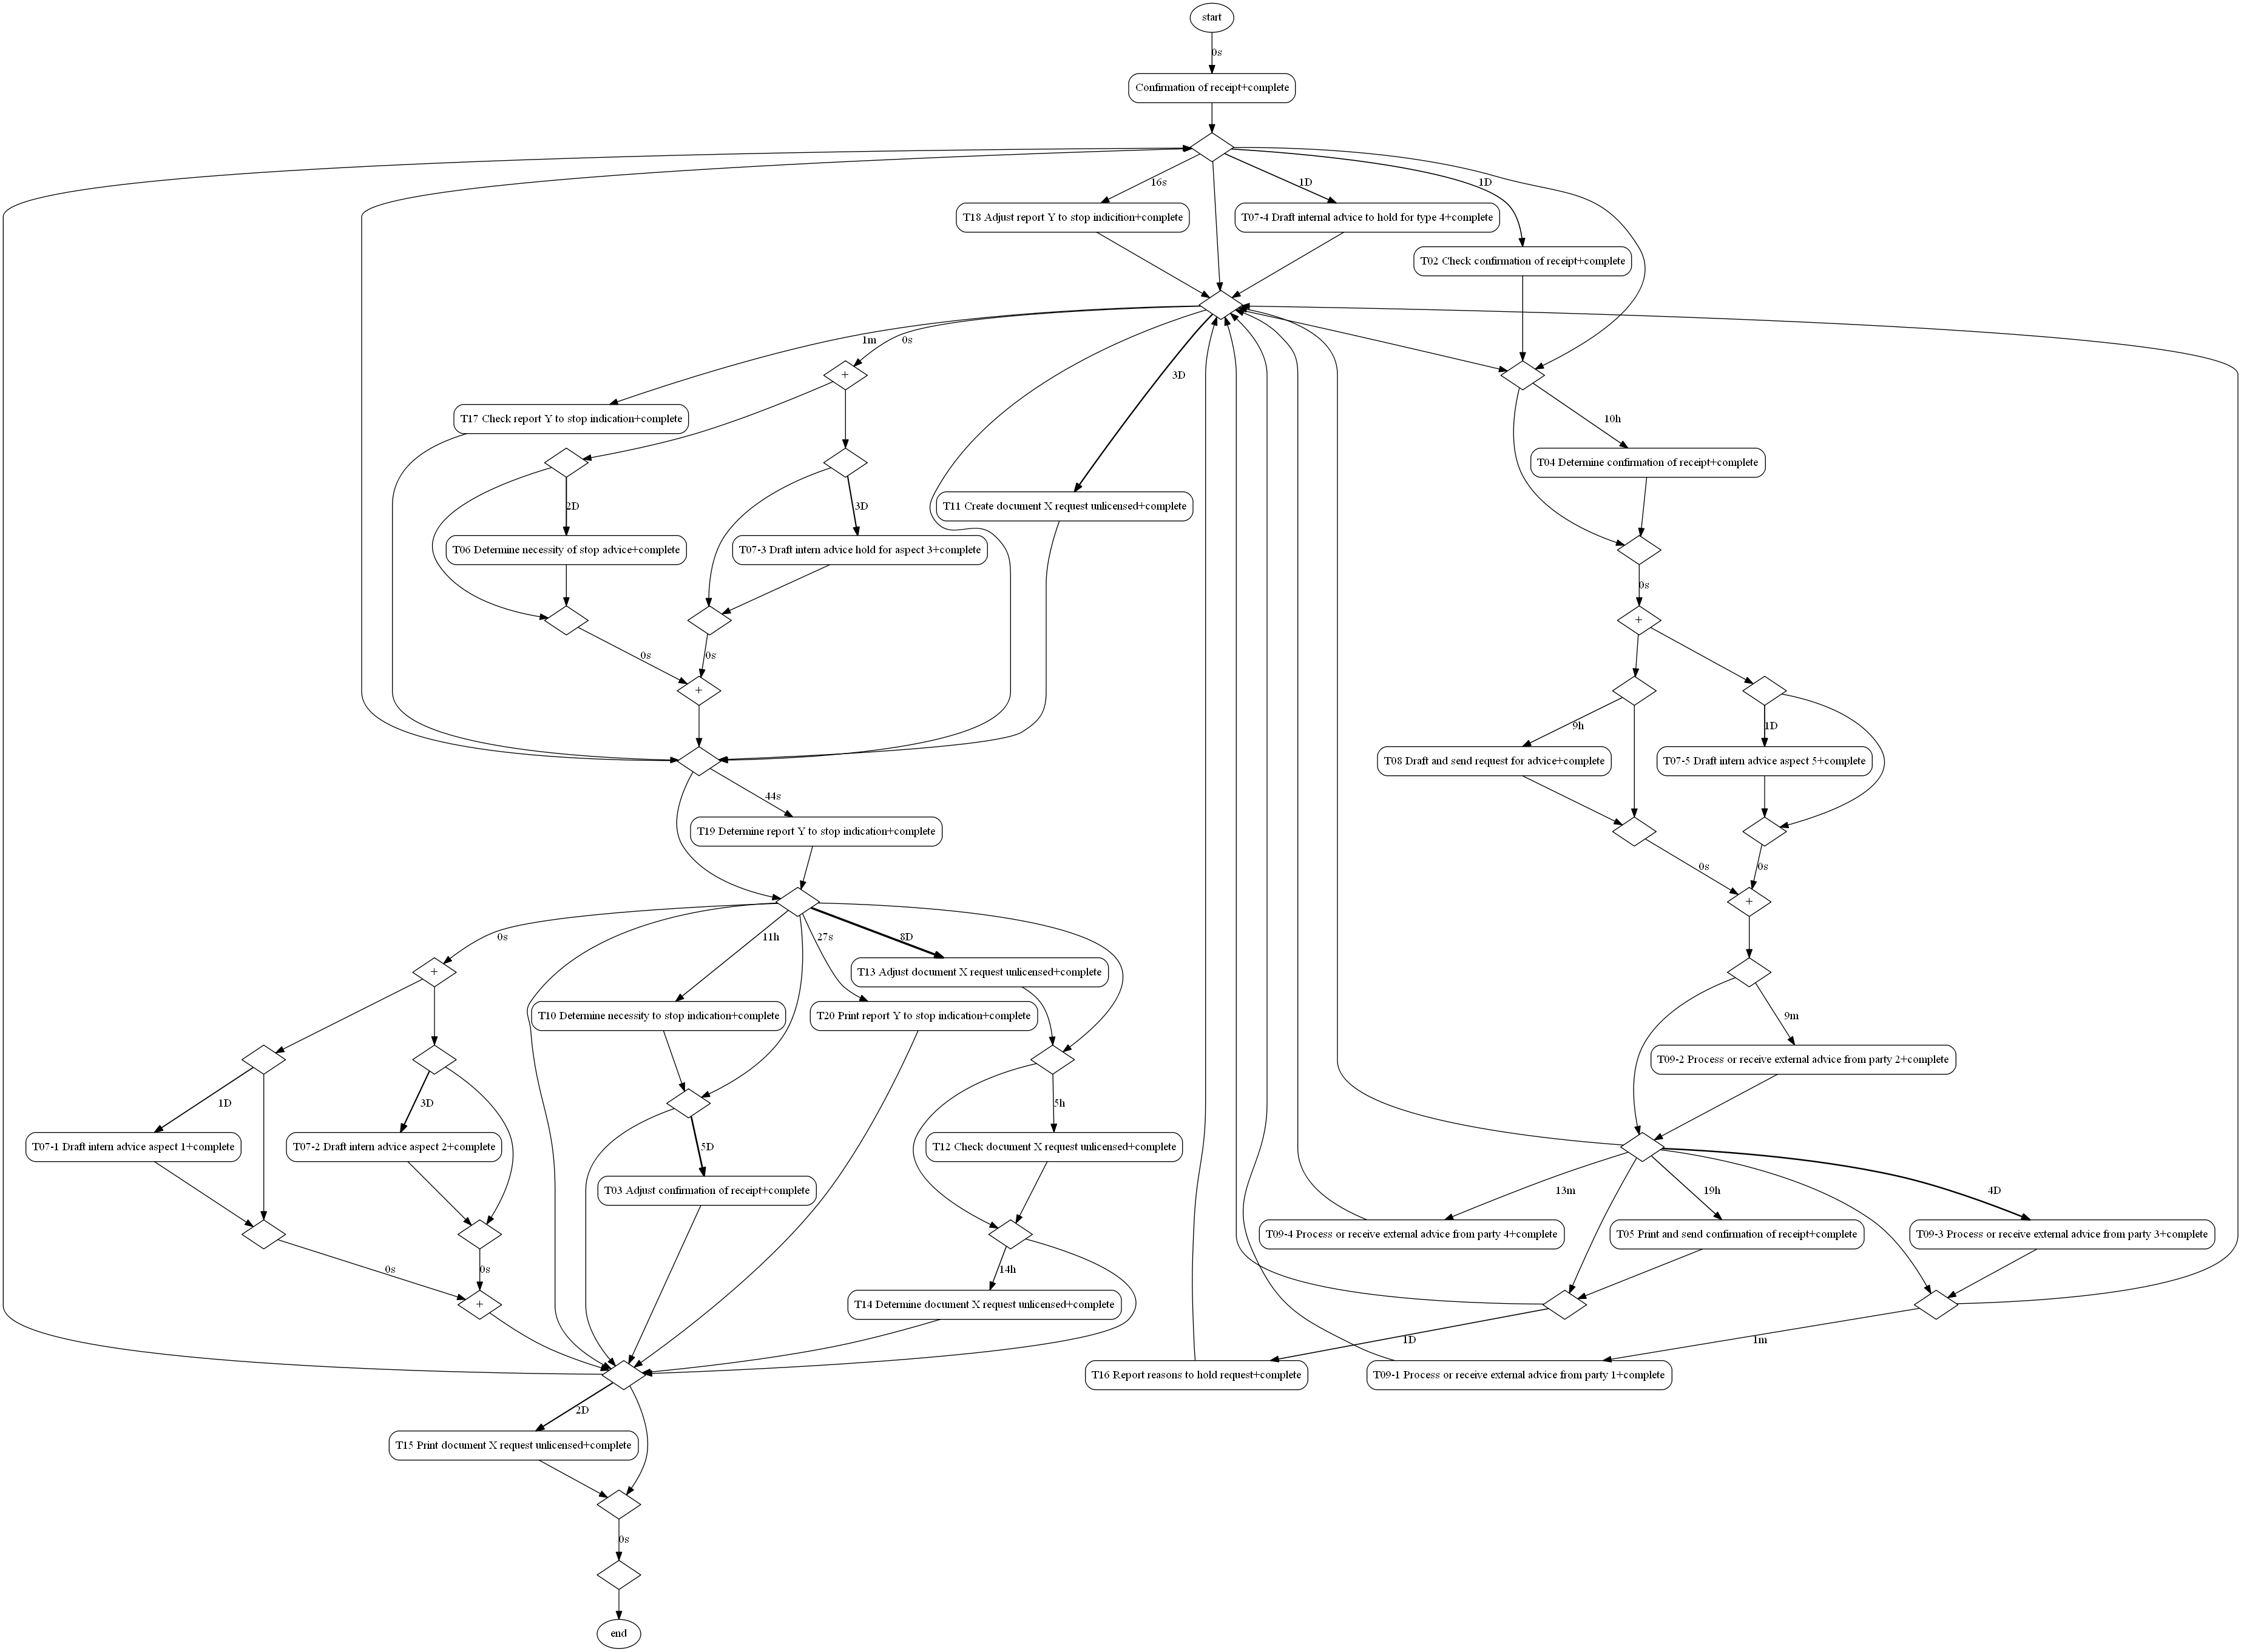 start
0s
Confirmation of receipt+complete
16s
1D
1D
T18 Adjust report Y to stop indicition+complete
T07-4 Draft internal advice to hold for type 4+complete
T02 Check confirmation of receipt+complete
1m
0s
3D
+
T17 Check report Y to stop indication+complete
10h
T04 Determine confirmation of receipt+complete
2D
3D
T11 Create document X request unlicensed+complete
T06 Determine necessity of stop advice+complete
T07-3 Draft intern advice hold for aspect 3+complete
0s
+
0s
0s
+
9h
1D
T08 Draft and send request for advice+complete
T07-5 Draft intern advice aspect 5+complete
44s
T19 Determine report Y to stop indication+complete
0s
0s
+
0s
11h
27s
8D
+
T13 Adjust document X request unlicensed+complete
T10 Determine necessity to stop indication+complete
T20 Print report Y to stop indication+complete
9m
T09-2 Process or receive external advice from party 2+complete
1D
3D
5h
T07-1 Draft intern advice aspect 1+complete
T07-2 Draft intern advice aspect 2+complete
5D
T12 Check document X request unlicensed+complete
T03 Adjust confirmation of receipt+complete
13m
19h
4D
T09-4 Process or receive external advice from party 4+complete
T05 Print and send confirmation of receipt+complete
T09-3 Process or receive external advice from party 3+complete
0s
0s
14h
+
T14 Determine document X request unlicensed+complete
1D
1m
T16 Report reasons to hold request+complete
T09-1 Process or receive external advice from party 1+complete
2D
T15 Print document X request unlicensed+complete
0s
end